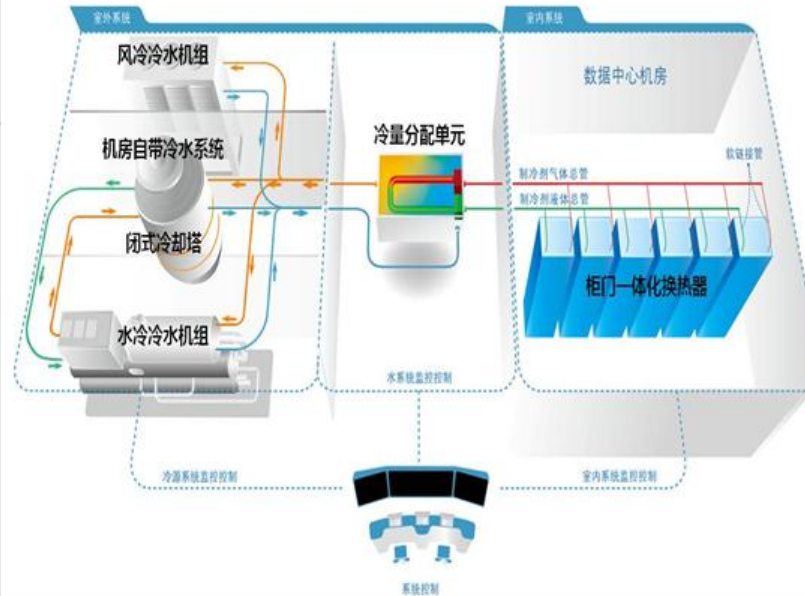 室外系统
室内系统
风冷冷水机组
数据中心机房
机房自带冷水系统
冷量分配单元
软链接管
制冷剂气体总管
制冷剂液体总管
闭式冷却塔
柜门一体化换热器
水冷冷水机组
水系统监控控制
冷源系统监控控制
室内系统监控控制
系统控制